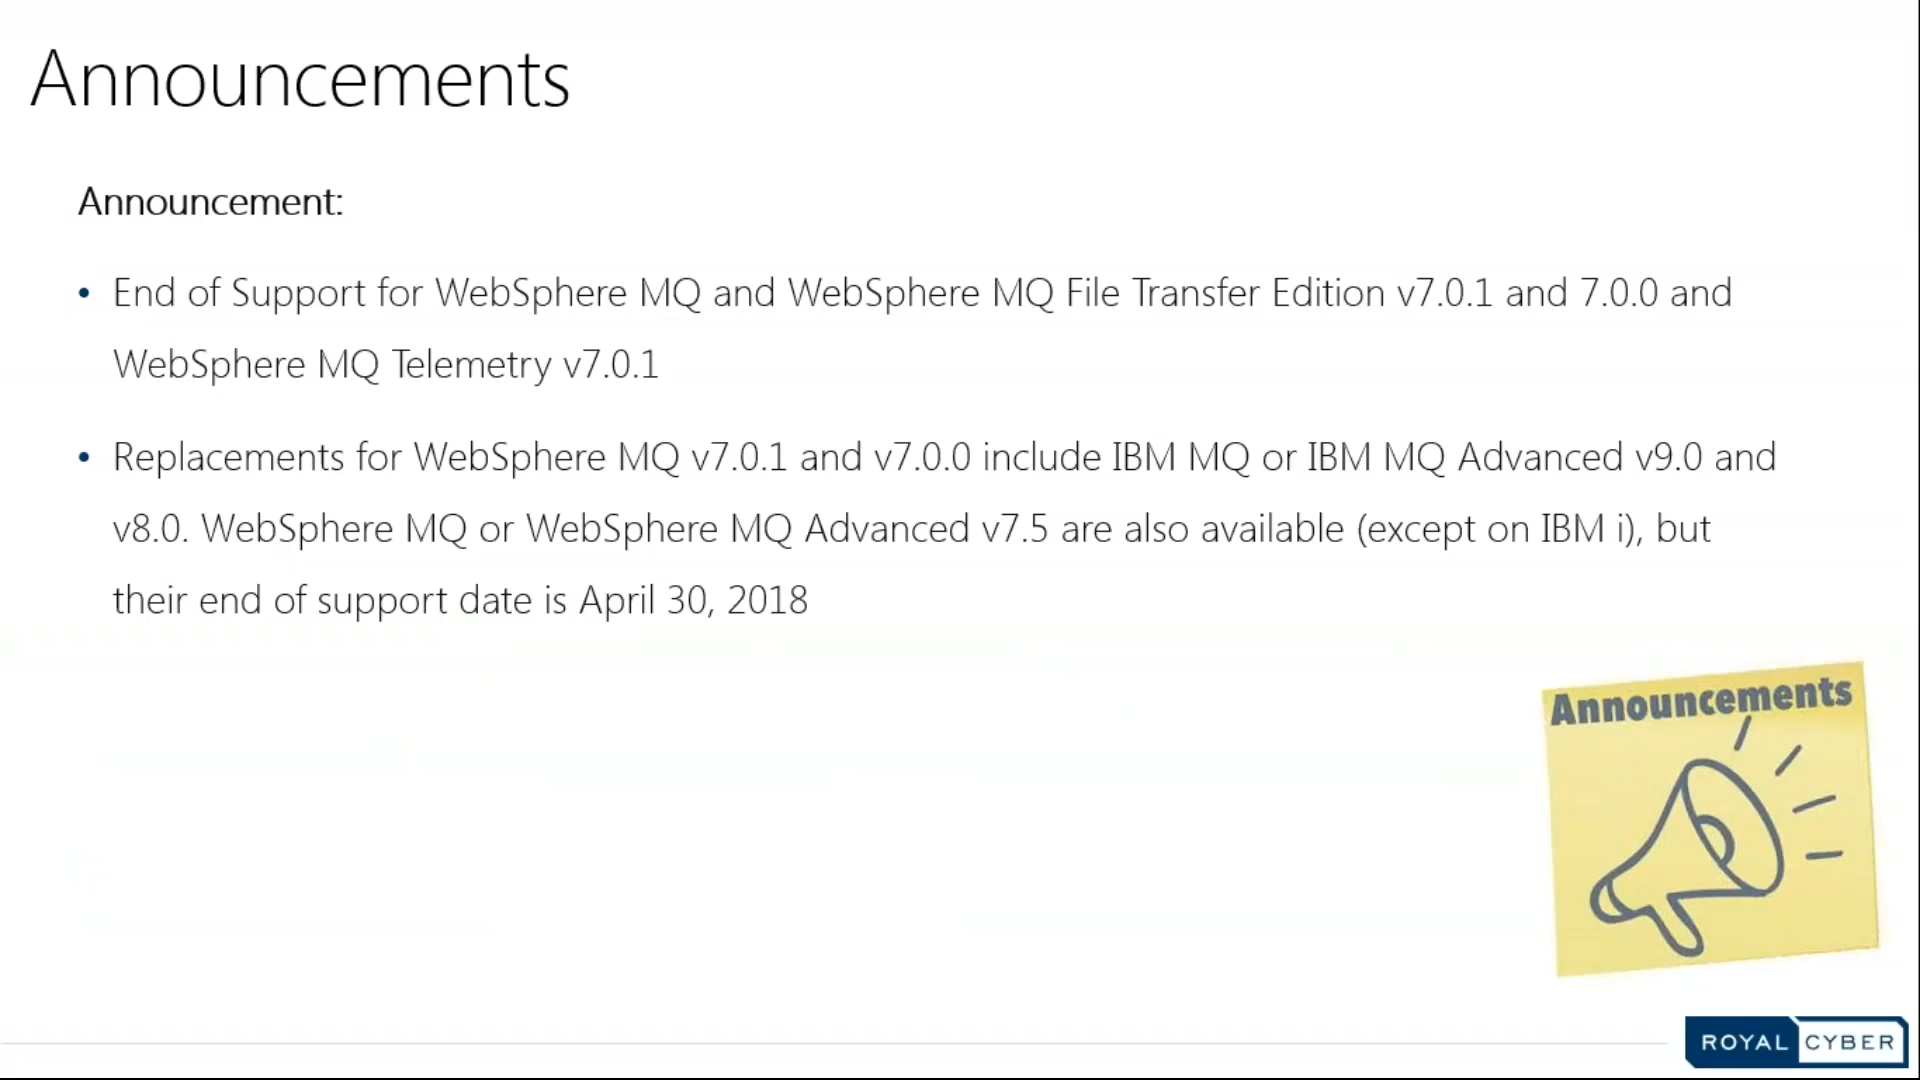 Announcements
Announcement:
• End of Support for WebSphere MQ and WebSphere MQ File Transfer Edition v7.0.1 and 7.0.0 and
WebSphere MQ Telemetry v7.0.1
• Replacements for WebSphere MQ v7.0.1 and v7.0.0 include IBM MQ or IBM MQ Advanced v9.0 and
v8.0. WebSphere MQ or WebSphere MQ Advanced v7.5 are also available (except on IBM i), but
their end of support date is April 30, 2018
Announcements
ROYAL CYBER